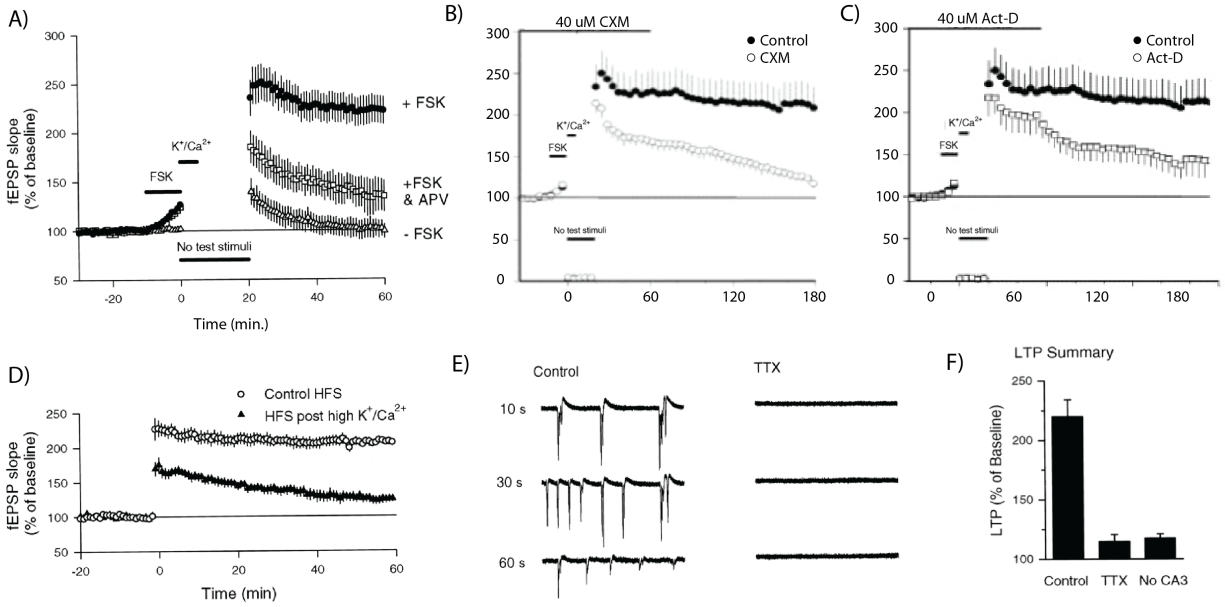 A)
300
250
200
150
100
50
fEPSP slope
(% of baseline)
K⁺/Ca²⁺
FSK
No test stimuli
+ FSK
+FSK
& APV
- FSK
-20
0
20
40
60
Time (min.)
B)
40 uM CXM
300
250
200
150
100
50
0
Control
CXM
K⁺/Ca²⁺
FSK
No test stimuli
0
60
120
180
C)
40 uM Act-D
300
250
200
150
100
50
0
Control
Act-D
K⁺/Ca²⁺
FSK
No test stimuli
0
60
120
180
D)
Control HFS
HFS post high K⁺/Ca²⁺
250
200
150
100
50
fEPSP slope
(% of baseline)
-20
0
20
40
60
Time (min)
E)
Control
TTX
10 s
30 s
60 s
F)
LTP Summary
250
200
150
100
LTP (% of Baseline)
Control
TTX
No CA3